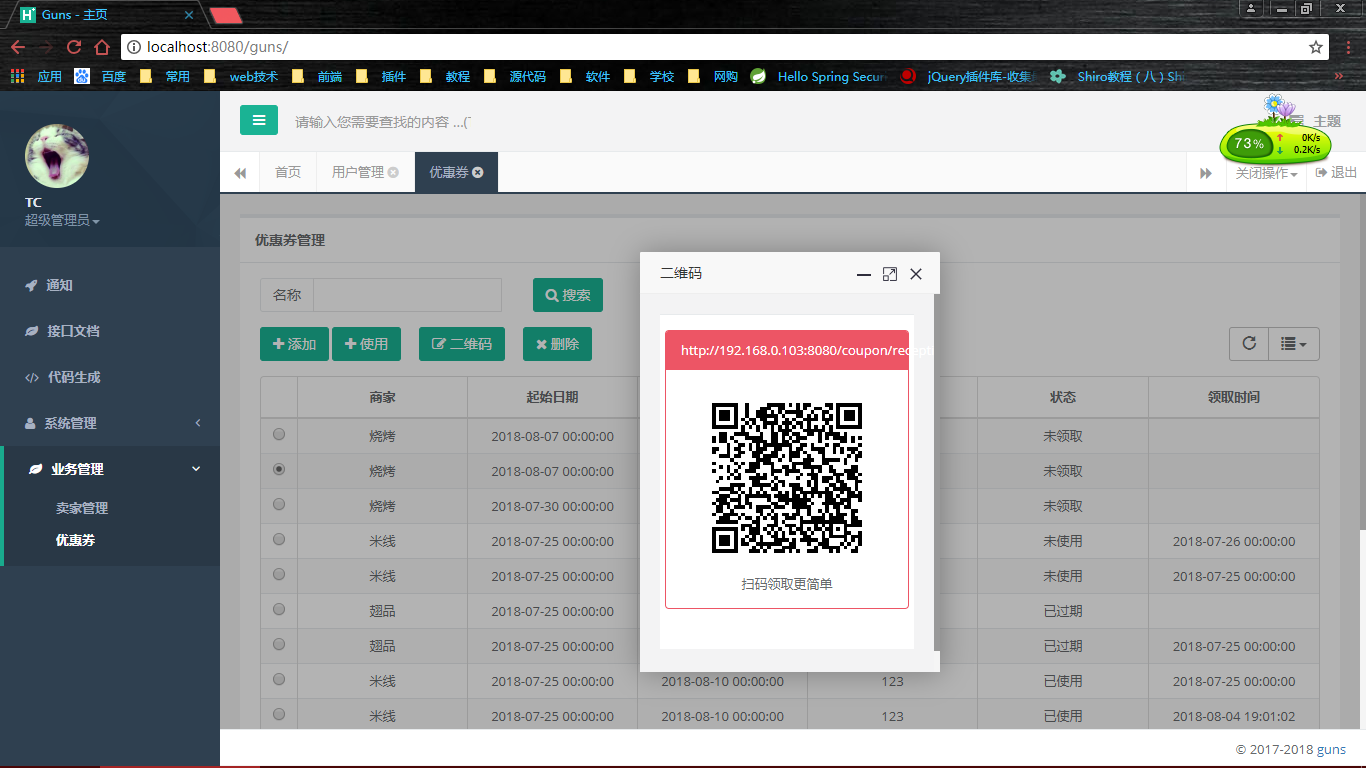 Guns - 主页
localhost:8080/guns/
应用 百度 常用 web技术 前端 插件 教程 源代码 软件 学校 网购 Hello Spring Secur jQuery插件库-收集 Shiro教程（八）Shi
请输入您需要查找的内容 ...( 主题
73% 0K/s
0.2K/s
首页 用户管理 优惠券 关闭操作 退出
TC
超级管理员
通知
接口文档
代码生成
系统管理
业务管理
卖家管理
优惠券
优惠券管理
名称 搜索
添加 使用 二维码 删除
二维码
http://192.168.0.103:8080/coupon/recepti
扫码领取更简单
商家 起始日期 状态 领取时间
烧烤 2018-08-07 00:00:00 未领取
烧烤 2018-08-07 00:00:00 未领取
烧烤 2018-07-30 00:00:00 未领取
米线 2018-07-25 00:00:00 未使用 2018-07-26 00:00:00
米线 2018-07-25 00:00:00 未使用 2018-07-25 00:00:00
翅品 2018-07-25 00:00:00 已过期
翅品 2018-07-25 00:00:00 已过期 2018-07-25 00:00:00
米线 2018-07-25 00:00:00 2018-08-10 00:00:00 123 已使用 2018-07-25 00:00:00
米线 2018-07-25 00:00:00 2018-08-10 00:00:00 123 已使用 2018-08-04 19:01:02
© 2017-2018 guns